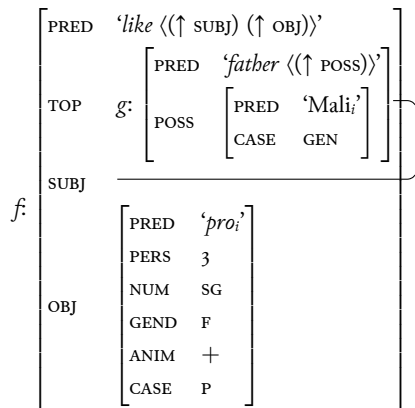 PRED ‘like ⟨(↑ SUBJ) (↑ OBJ)⟩’
TOP g: PRED ‘father ⟨(↑ POSS)⟩’
POSS PRED ‘Maliᵢ’
CASE GEN
SUBJ
f:
OBJ PRED ‘proᵢ’
PERS 3
NUM SG
GEND F
ANIM +
CASE P